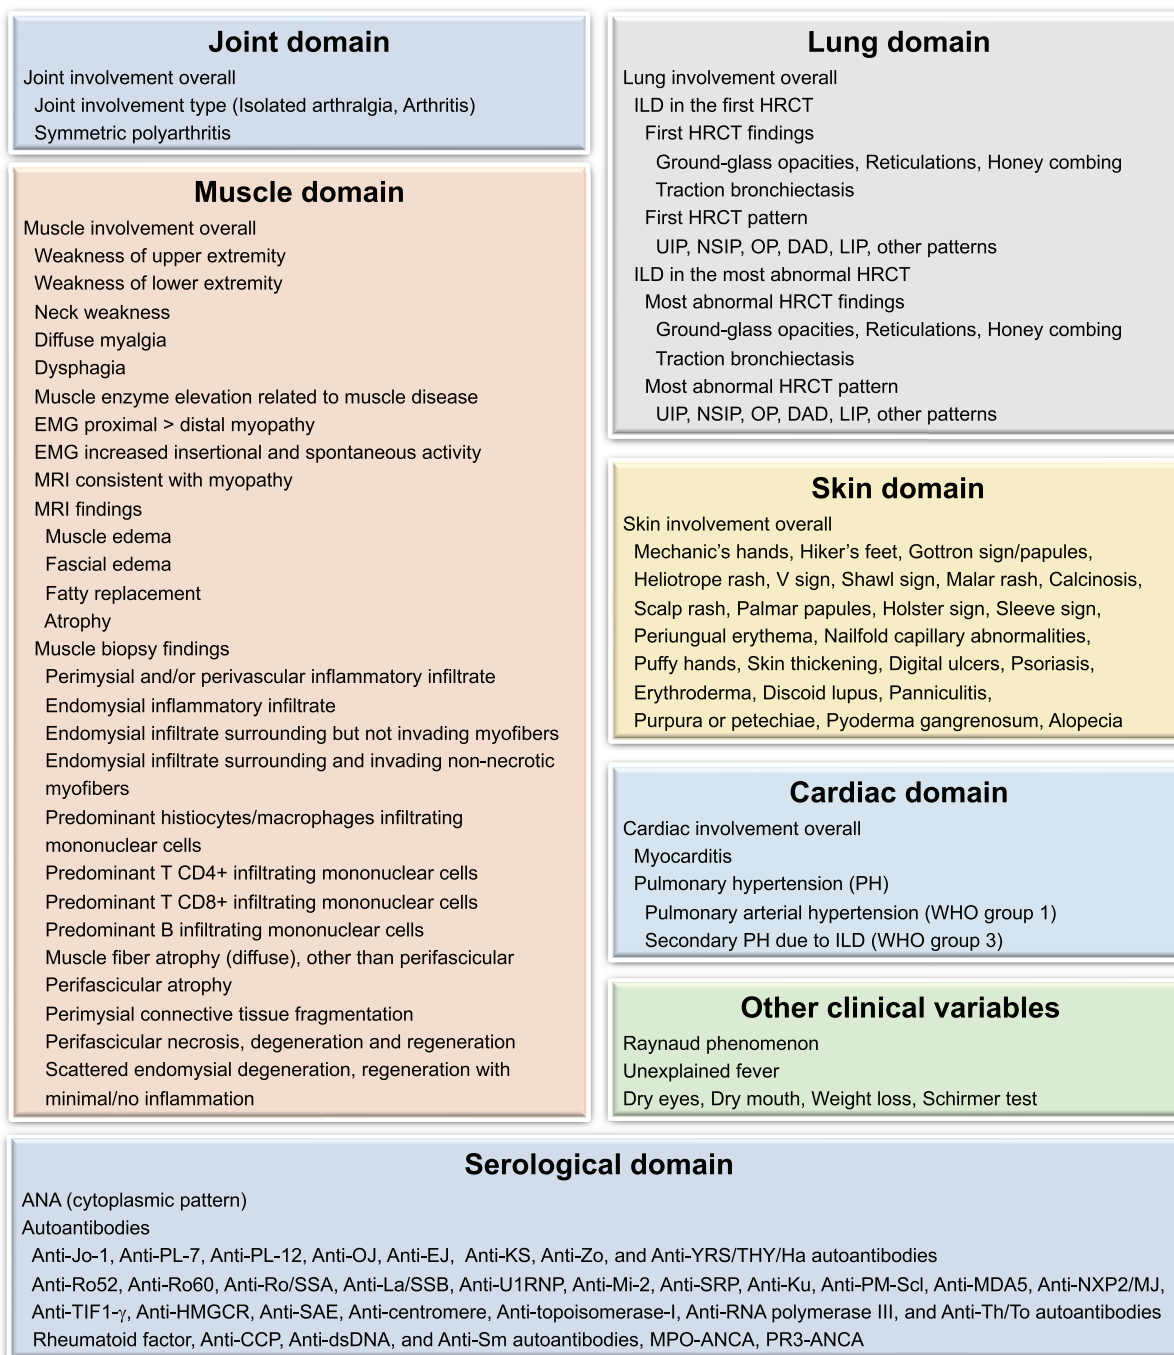 Joint domain
Joint involvement overall
Joint involvement type (Isolated arthralgia, Arthritis)
Symmetric polyarthritis
Muscle domain
Muscle involvement overall
Weakness of upper extremity
Weakness of lower extremity
Neck weakness
Diffuse myalgia
Dysphagia
Muscle enzyme elevation related to muscle disease
EMG proximal > distal myopathy
EMG increased insertional and spontaneous activity
MRI consistent with myopathy
MRI findings
Muscle edema
Fascial edema
Fatty replacement
Atrophy
Muscle biopsy findings
Perimysial and/or perivascular inflammatory infiltrate
Endomysial inflammatory infiltrate
Endomysial infiltrate surrounding but not invading myofibers
Endomysial infiltrate surrounding and invading non-necrotic
myofibers
Predominant histiocytes/macrophages infiltrating
mononuclear cells
Predominant T CD4+ infiltrating mononuclear cells
Predominant T CD8+ infiltrating mononuclear cells
Predominant B infiltrating mononuclear cells
Muscle fiber atrophy (diffuse), other than perifascicular
Perifascicular atrophy
Perimysial connective tissue fragmentation
Perifascicular necrosis, degeneration and regeneration
Scattered endomysial degeneration, regeneration with
minimal/no inflammation
Lung domain
Lung involvement overall
ILD in the first HRCT
First HRCT findings
Ground-glass opacities, Reticulations, Honey combing
Traction bronchiectasis
First HRCT pattern
UIP, NSIP, OP, DAD, LIP, other patterns
ILD in the most abnormal HRCT
Most abnormal HRCT findings
Ground-glass opacities, Reticulations, Honey combing
Traction bronchiectasis
Most abnormal HRCT pattern
UIP, NSIP, OP, DAD, LIP, other patterns
Skin domain
Skin involvement overall
Mechanic's hands, Hiker's feet, Gottron sign/papules,
Heliotrope rash, V sign, Shawl sign, Malar rash, Calcinosis,
Scalp rash, Palmar papules, Holster sign, Sleeve sign,
Periungual erythema, Nailfold capillary abnormalities,
Puffy hands, Skin thickening, Digital ulcers, Psoriasis,
Erythroderma, Discoid lupus, Panniculitis,
Purpura or petechiae, Pyoderma gangrenosum, Alopecia
Cardiac domain
Cardiac involvement overall
Myocarditis
Pulmonary hypertension (PH)
Pulmonary arterial hypertension (WHO group 1)
Secondary PH due to ILD (WHO group 3)
Other clinical variables
Raynaud phenomenon
Unexplained fever
Dry eyes, Dry mouth, Weight loss, Schirmer test
Serological domain
ANA (cytoplasmic pattern)
Autoantibodies
Anti-Jo-1, Anti-PL-7, Anti-PL-12, Anti-OJ, Anti-EJ, Anti-KS, Anti-Zo, and Anti-YRS/THY/Ha autoantibodies
Anti-Ro52, Anti-Ro60, Anti-Ro/SSA, Anti-La/SSB, Anti-U1RNP, Anti-Mi-2, Anti-SRP, Anti-Ku, Anti-PM-Scl, Anti-MDA5, Anti-NXP2/MJ,
Anti-TIF1-γ, Anti-HMGCR, Anti-SAE, Anti-centromere, Anti-topoisomerase-I, Anti-RNA polymerase III, and Anti-Th/To autoantibodies
Rheumatoid factor, Anti-CCP, Anti-dsDNA, and Anti-Sm autoantibodies, MPO-ANCA, PR3-ANCA